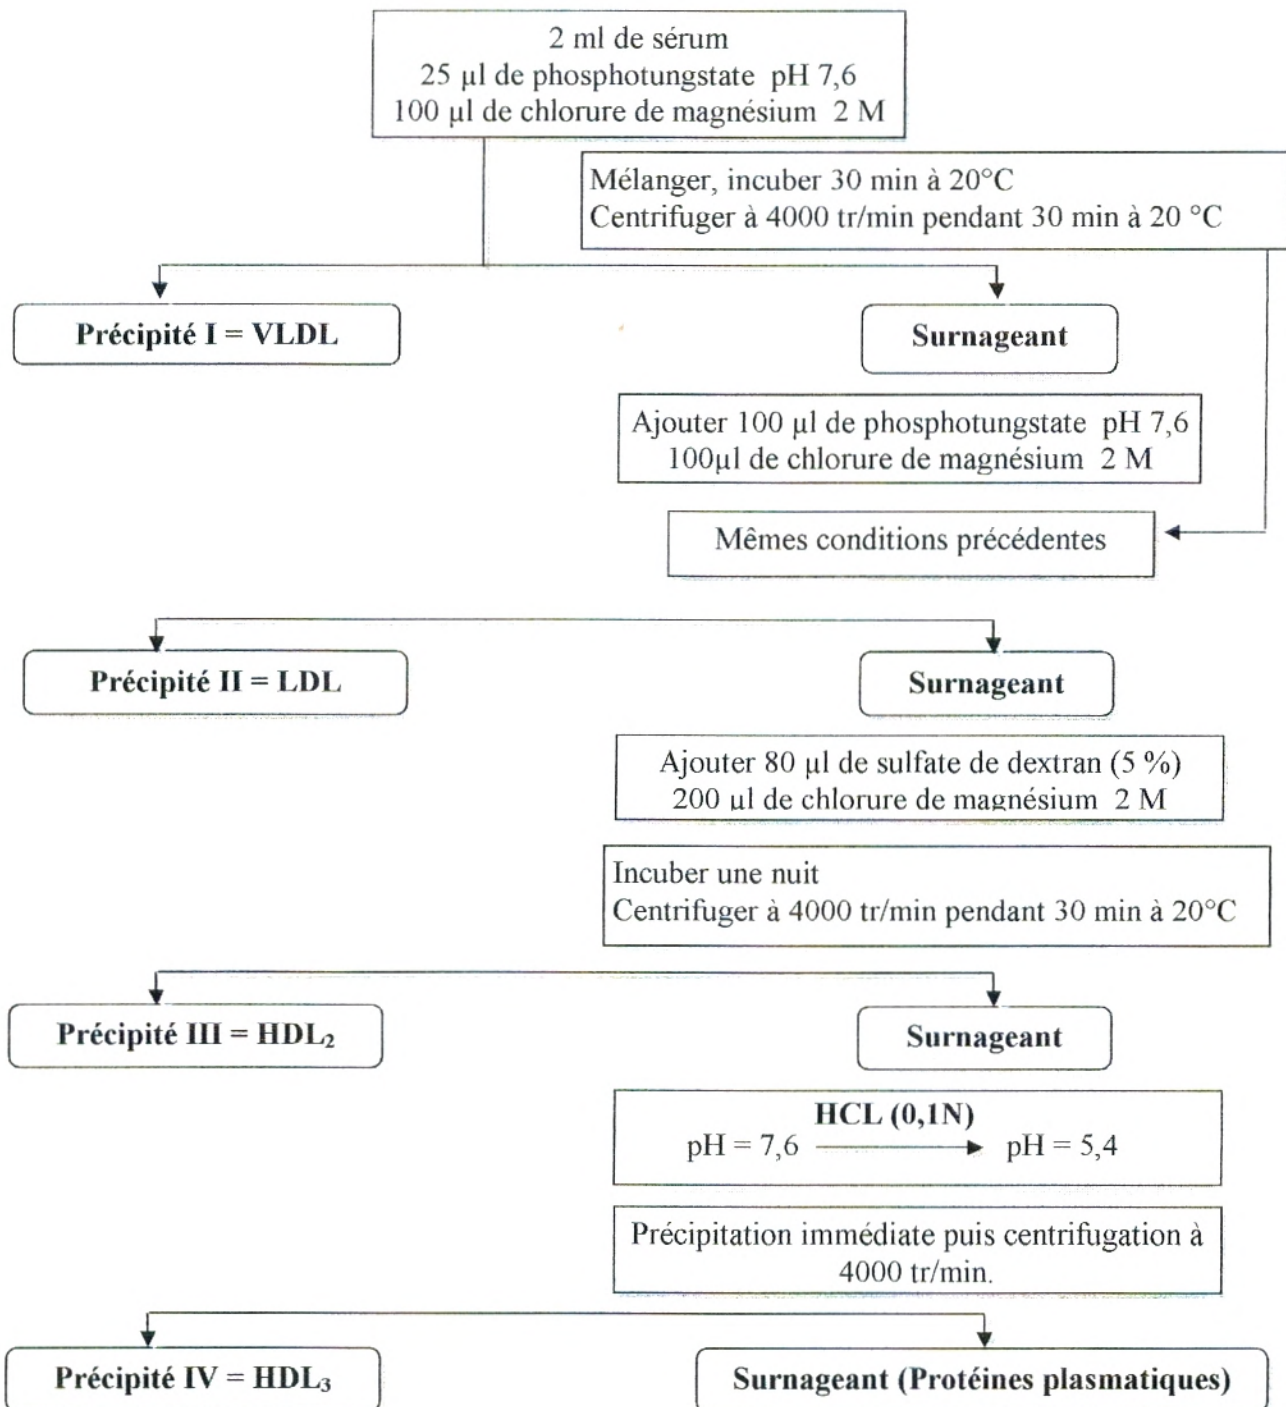 2 ml de sérum
25 µl de phosphotungstate pH 7,6
100 µl de chlorure de magnésium 2 M
Mélanger, incuber 30 min à 20°C
Centrifuger à 4000 tr/min pendant 30 min à 20 °C
Précipité I = VLDL
Surnageant
Ajouter 100 µl de phosphotungstate pH 7,6
100µl de chlorure de magnésium 2 M
Mêmes conditions précédentes
Précipité II = LDL
Surnageant
Ajouter 80 µl de sulfate de dextran (5 %)
200 µl de chlorure de magnésium 2 M
Incuber une nuit
Centrifuger à 4000 tr/min pendant 30 min à 20°C
Précipité III = HDL₂
Surnageant
HCL (0,1N)
pH = 7,6 → pH = 5,4
Précipitation immédiate puis centrifugation à
4000 tr/min.
Précipité IV = HDL₃
Surnageant (Protéines plasmatiques)